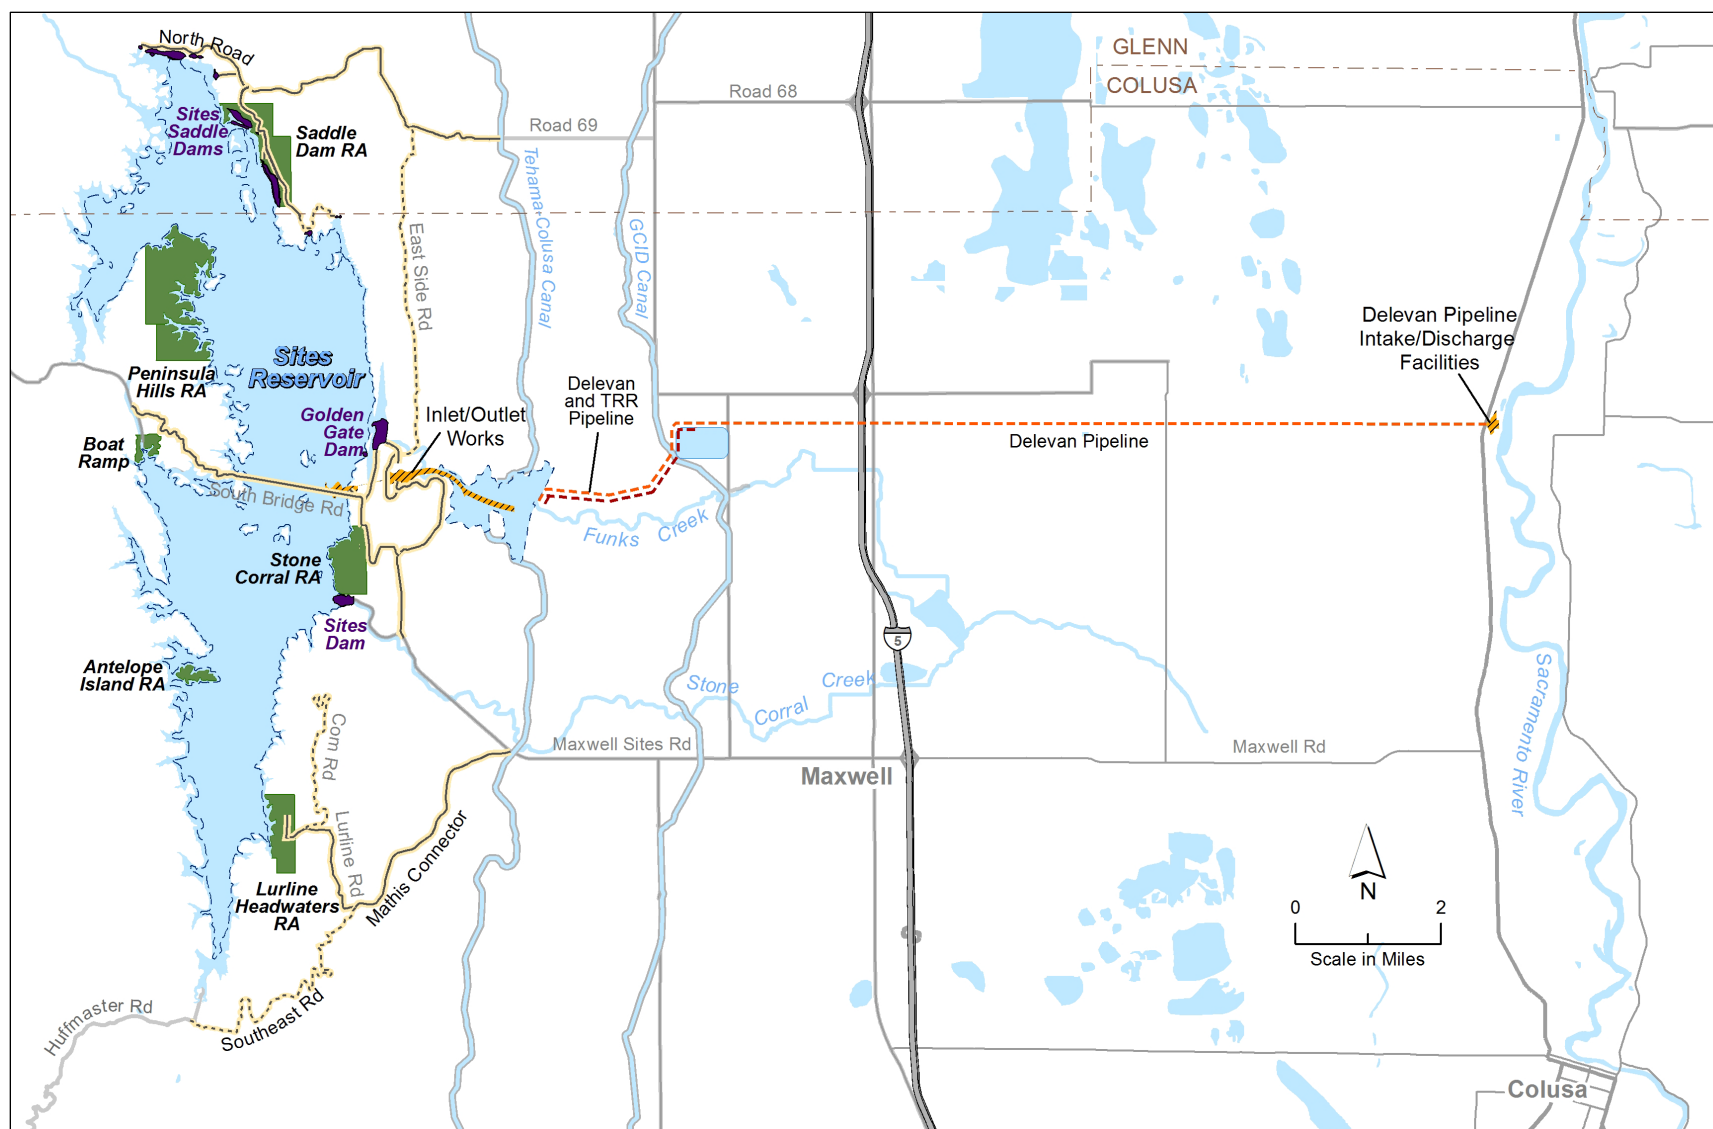 North Road
GLENN
COLUSA
Road 68
Road 69
Sites
Saddle
Dams
Saddle
Dam RA
Tehama-Colusa Canal
GCID Canal
East Side Rd
Sites
Reservoir
Peninsula
Hills RA
Golden
Gate
Dam
Inlet/Outlet
Works
Delevan
and TRR
Pipeline
Delevan Pipeline
Intake/Discharge
Facilities
Delevan Pipeline
Boat
Ramp
South Bridge Rd
Funks Creek
Stone
Corral RA
Sites
Dam
5
Antelope
Island RA
Stone Corral Creek
Sacramento River
Com Rd
Maxwell Sites Rd
Maxwell Rd
Maxwell
Lurline Rd
Mathis Connector
Lurline
Headwaters
RA
N
0 2
Scale in Miles
Huffmaster Rd
Southeast Rd
Colusa